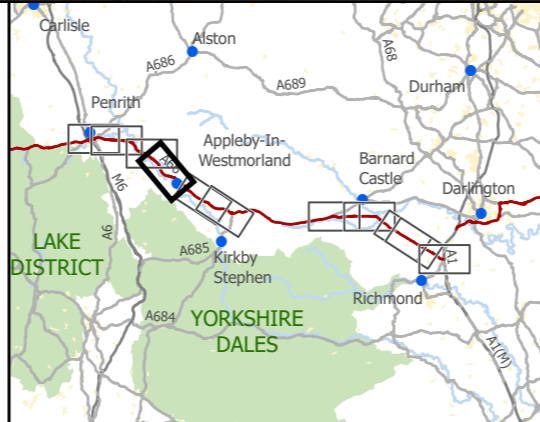 Carlisle
Alston
A68
A686
A689
Durham
Penrith
Appleby-In-
Westmorland
A66
Barnard
Castle
Darlington
M6
A6
LAKE
DISTRICT
A685
Kirkby
Stephen
A1
Richmond
A684
YORKSHIRE
DALES
A1(M)